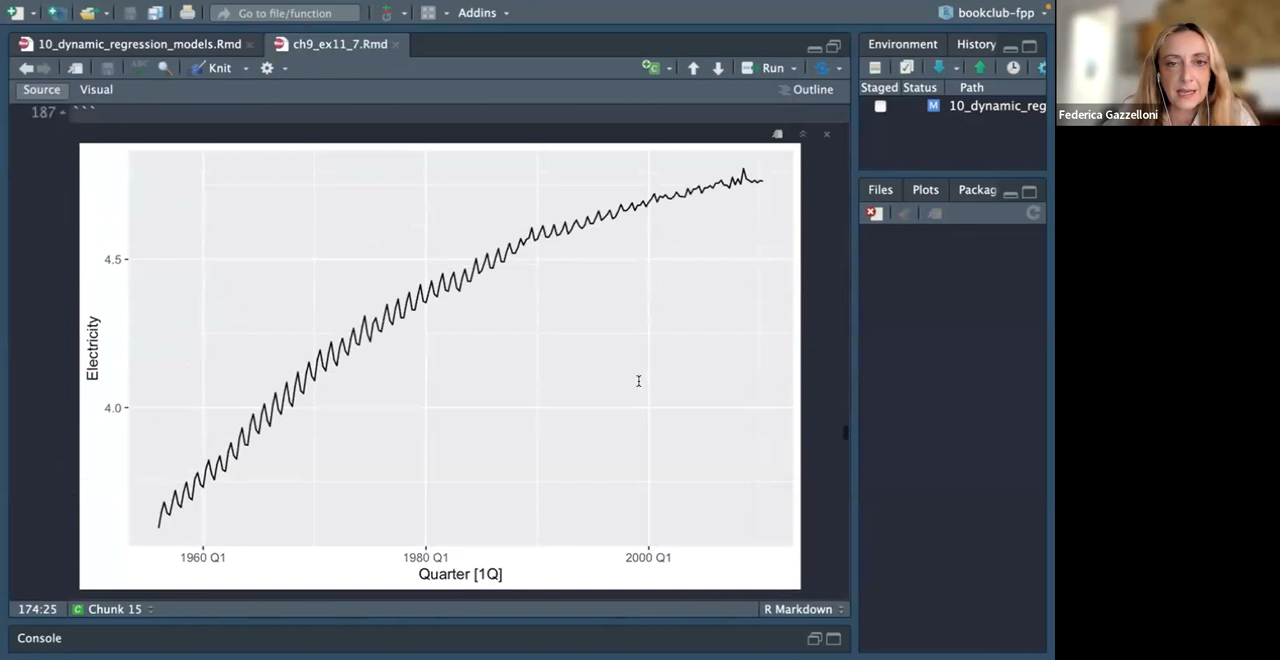 Go to file/function
Addins
bookclub-fpp
10_dynamic_regression_models.Rmd
ch9_ex11_7.Rmd
Environment
History
ABC
Knit
Run
Source
Visual
Outline
Staged
Status
Path
187
```
M
10_dynamic_reg
Federica Gazzelloni
Files
Plots
Packag
4.5
4.0
Electricity
1960 Q1
1980 Q1
2000 Q1
Quarter [1Q]
174:25
C
Chunk 15
R Markdown
Console